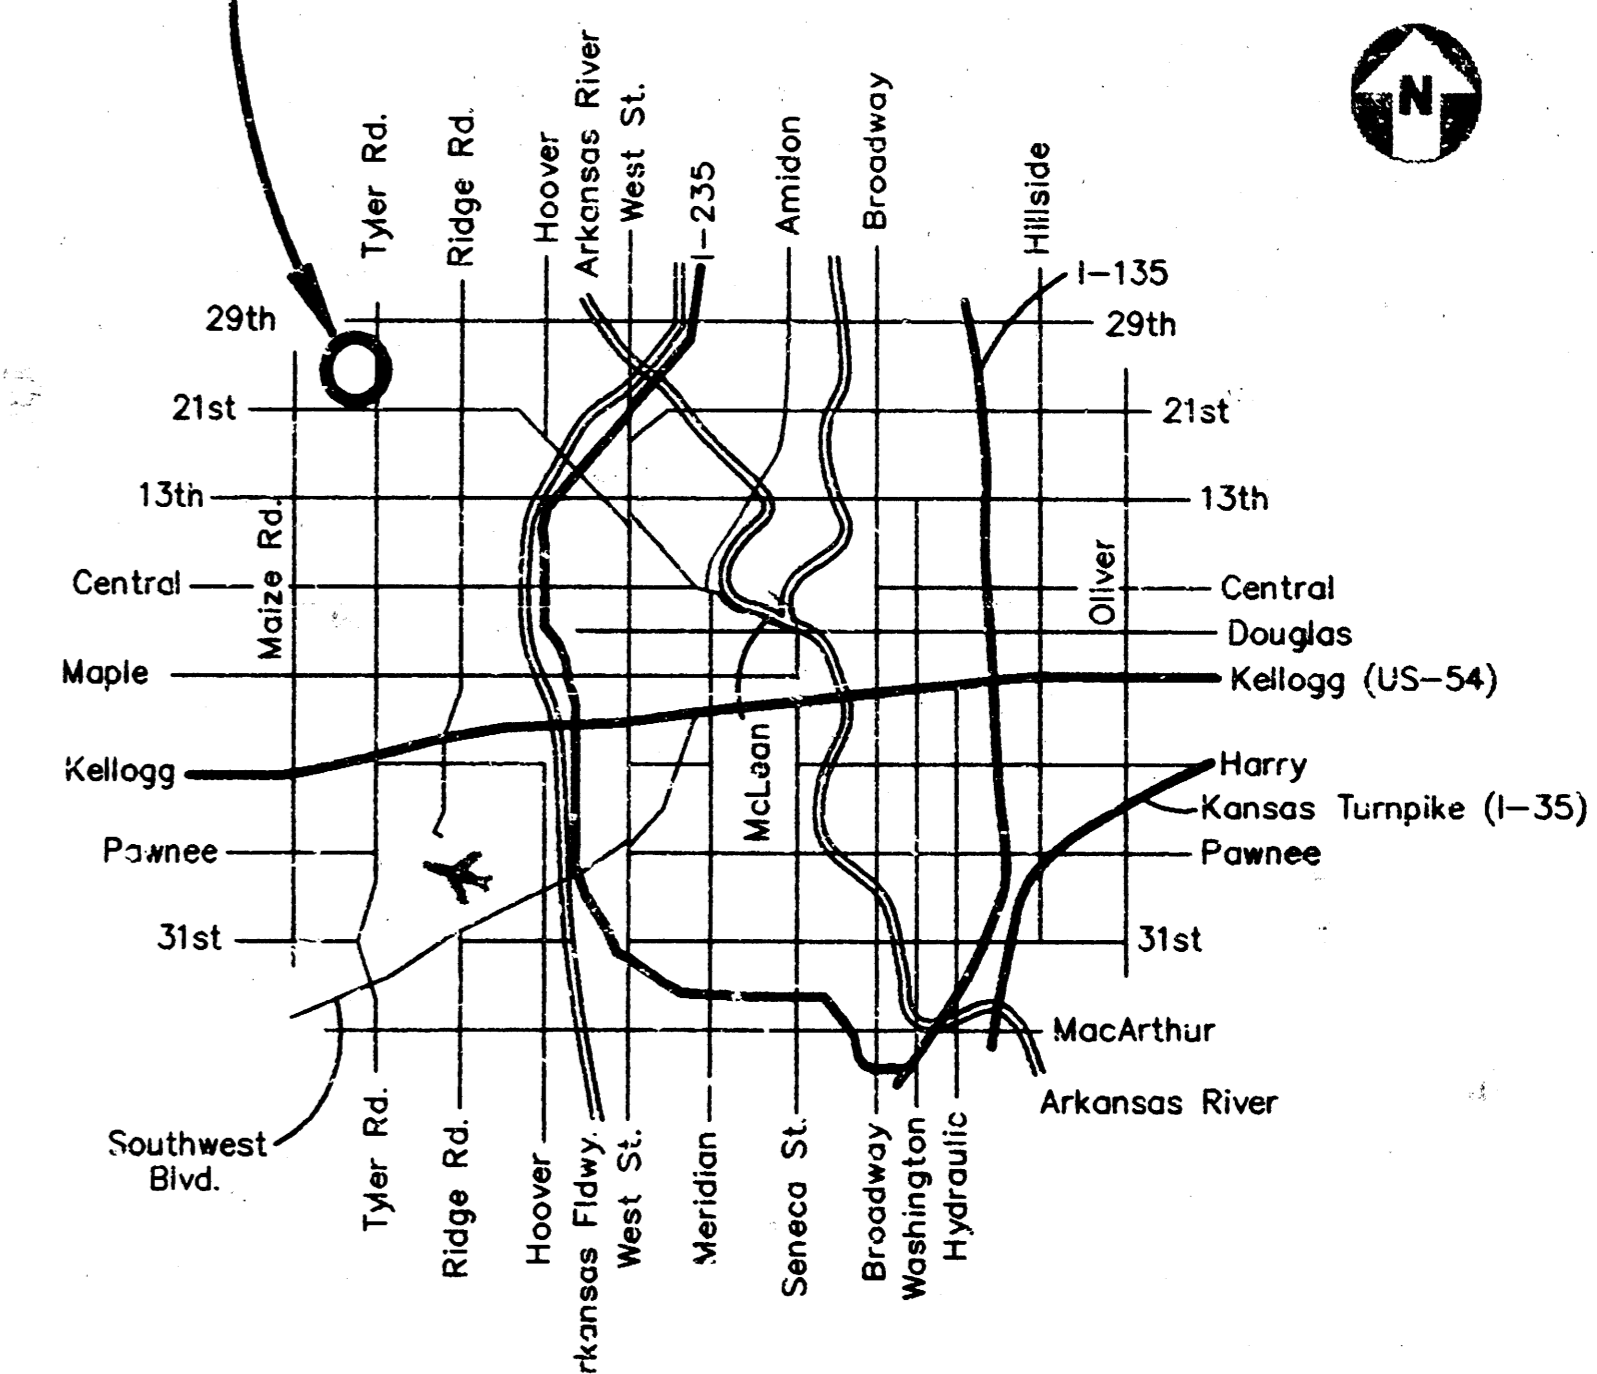 N
Tyler Rd.
Ridge Rd.
Hoover
Arkansas River
West St.
I-235
Amidon
Broadway
Hillside
I-135
29th
29th
21st
21st
13th
13th
Maize Rd.
Oliver
Central
Central
Douglas
Maple
Kellogg (US-54)
McLean
Kellogg
Harry
Kansas Turnpike (I-35)
Pawnee
Pawnee
31st
31st
MacArthur
Arkansas River
Southwest
Blvd.
Tyler Rd.
Ridge Rd.
Hoover
rkansas Fldwy.
West St.
Meridian
Seneca St.
Broadway
Washington
Hydraulic